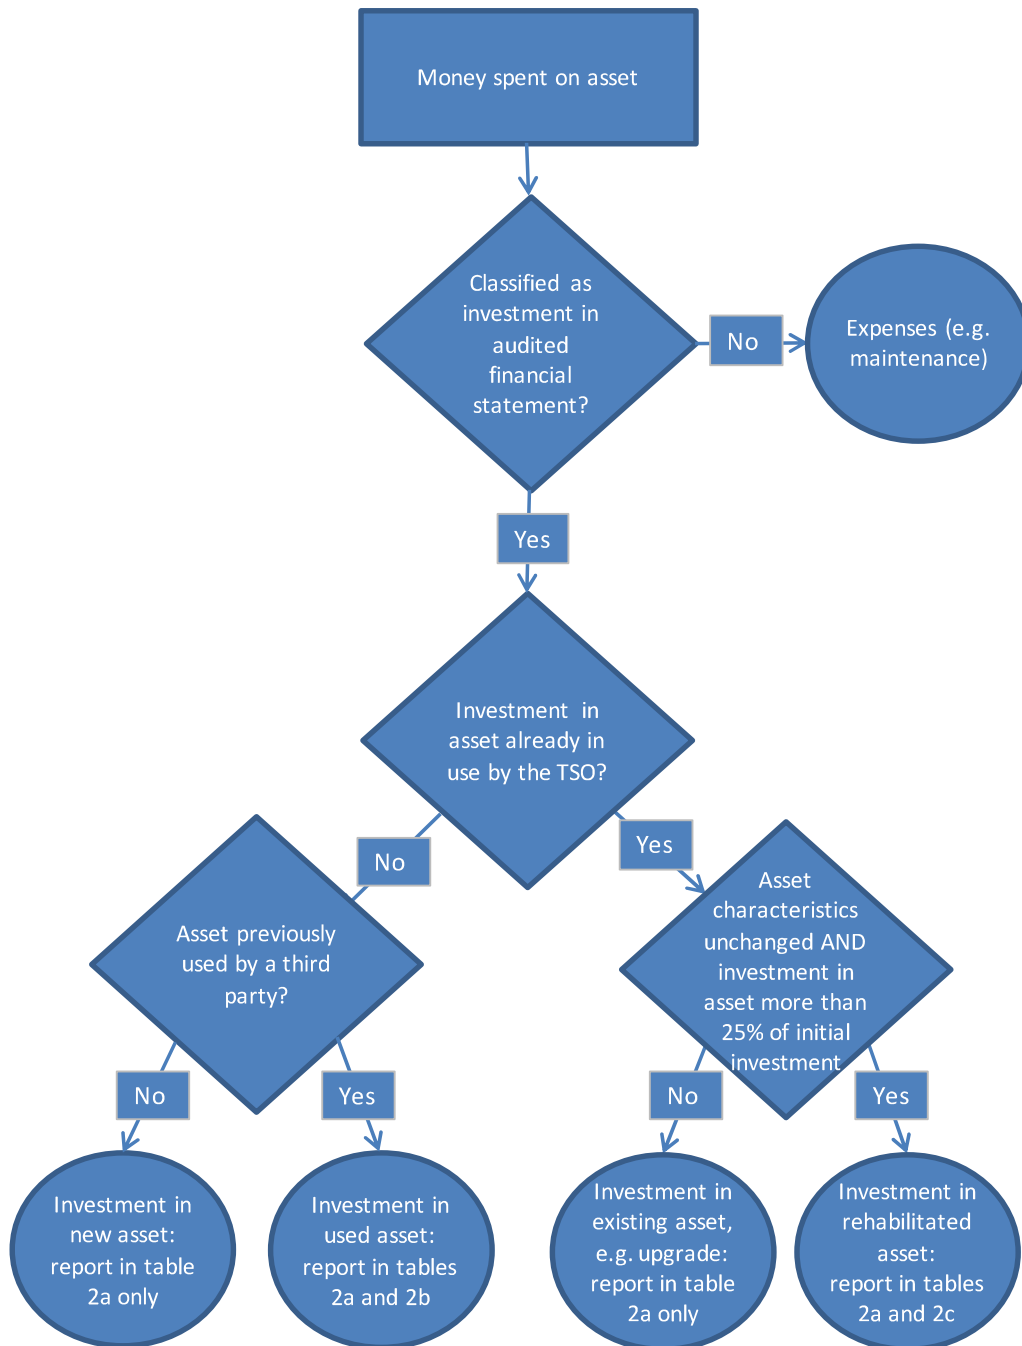 Money spent on asset
Classified as
investment in
audited
financial
statement?
No
Expenses (e.g.
maintenance)
Yes
Investment in
asset already in
use by the TSO?
No
Yes
Asset previously
used by a third
party?
Asset
characteristics
unchanged AND
investment in
asset more than
25% of initial
investment
No
Yes
No
Yes
Investment in
new asset:
report in table
2a only
Investment in
used asset:
report in tables
2a and 2b
Investment in
existing asset,
e.g. upgrade:
report in table
2a only
Investment in
rehabilitated
asset:
report in tables
2a and 2c